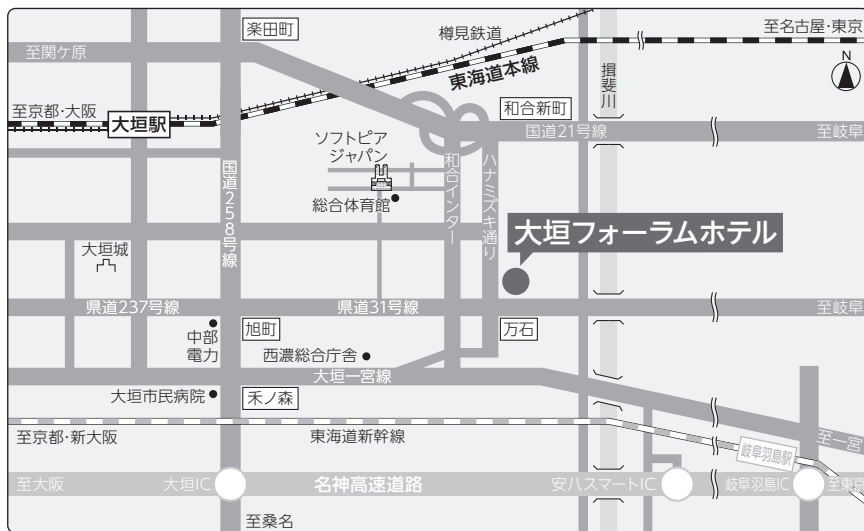 楽田町
至名古屋・東京
樽見鉄道
至関ケ原
東海道本線
揖斐川
N
至京都・大阪
大垣駅
和合新町
国道21号線
至岐阜
ソフトピア
ジャパン
国道258号線
和合インター
ハナミズキ通り
総合体育館
大垣フォーラムホテル
大垣城
県道237号線
県道31号線
至岐阜
中部
電力
旭町
万石
西濃総合庁舎
大垣一宮線
大垣市民病院
禾ノ森
至京都・新大阪
東海道新幹線
至一宮
岐阜羽島駅
至大阪
大垣IC
名神高速道路
安八スマートIC
岐阜羽島IC
至東京
至桑名